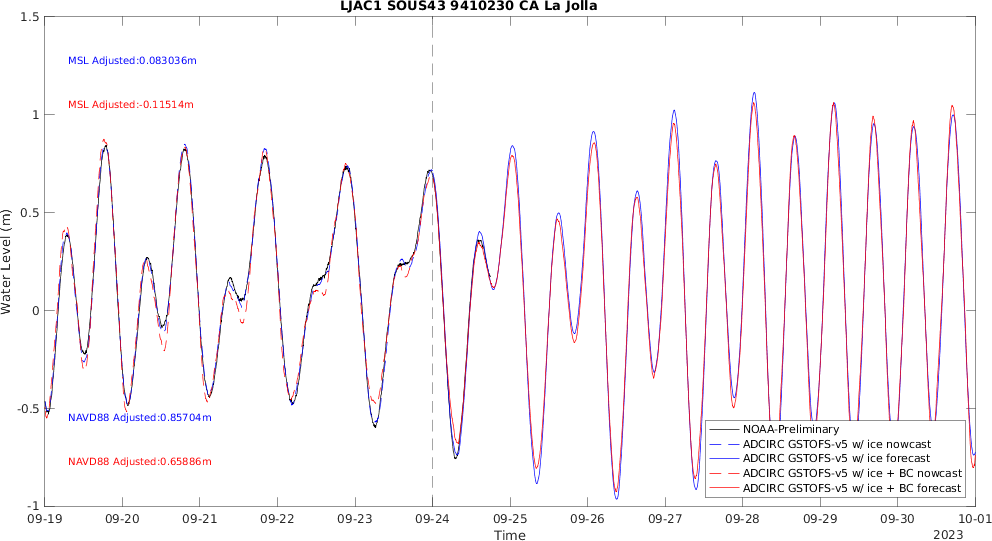 LJAC1 SOUS43 9410230 CA La Jolla
1.5
1
0.5
0
-0.5
-1
Water Level (m)
MSL Adjusted:0.083036m
MSL Adjusted:-0.11514m
NAVD88 Adjusted:0.85704m
NAVD88 Adjusted:0.65886m
NOAA-Preliminary
ADCIRC GSTOFS-v5 w/ ice nowcast
ADCIRC GSTOFS-v5 w/ ice forecast
ADCIRC GSTOFS-v5 w/ ice + BC nowcast
ADCIRC GSTOFS-v5 w/ ice + BC forecast
09-19 09-20 09-21 09-22 09-23 09-24 09-25 09-26 09-27 09-28 09-29 09-30 10-01
Time
2023